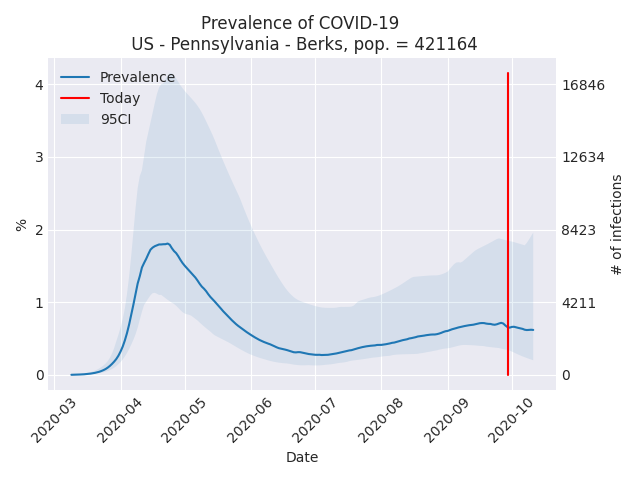 Prevalence of COVID-19
US - Pennsylvania - Berks, pop. = 421164
Prevalence
Today
95CI
%
4
3
2
1
0
16846
12634
8423
4211
0
# of infections
2020-03
2020-04
2020-05
2020-06
2020-07
2020-08
2020-09
2020-10
Date